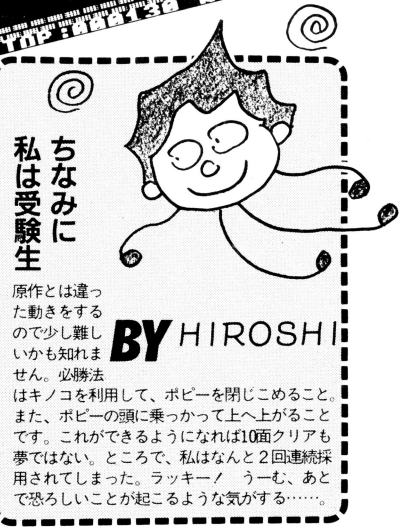 TOP:000130
ちなみに
私は受験生
BY HIROSHI
原作とは違っ
た動きをする
ので少し難し
いかも知れま
せん。必勝法
はキノコを利用して、ポピーを閉じこめること。
また、ポピーの頭に乗っかって上へ上がること
です。これができるようになれば10面クリアも
夢ではない。ところで、私はなんと2回連続採
用されてしまった。ラッキー！　うーむ、あと
で恐ろしいことが起こるような気がする……。